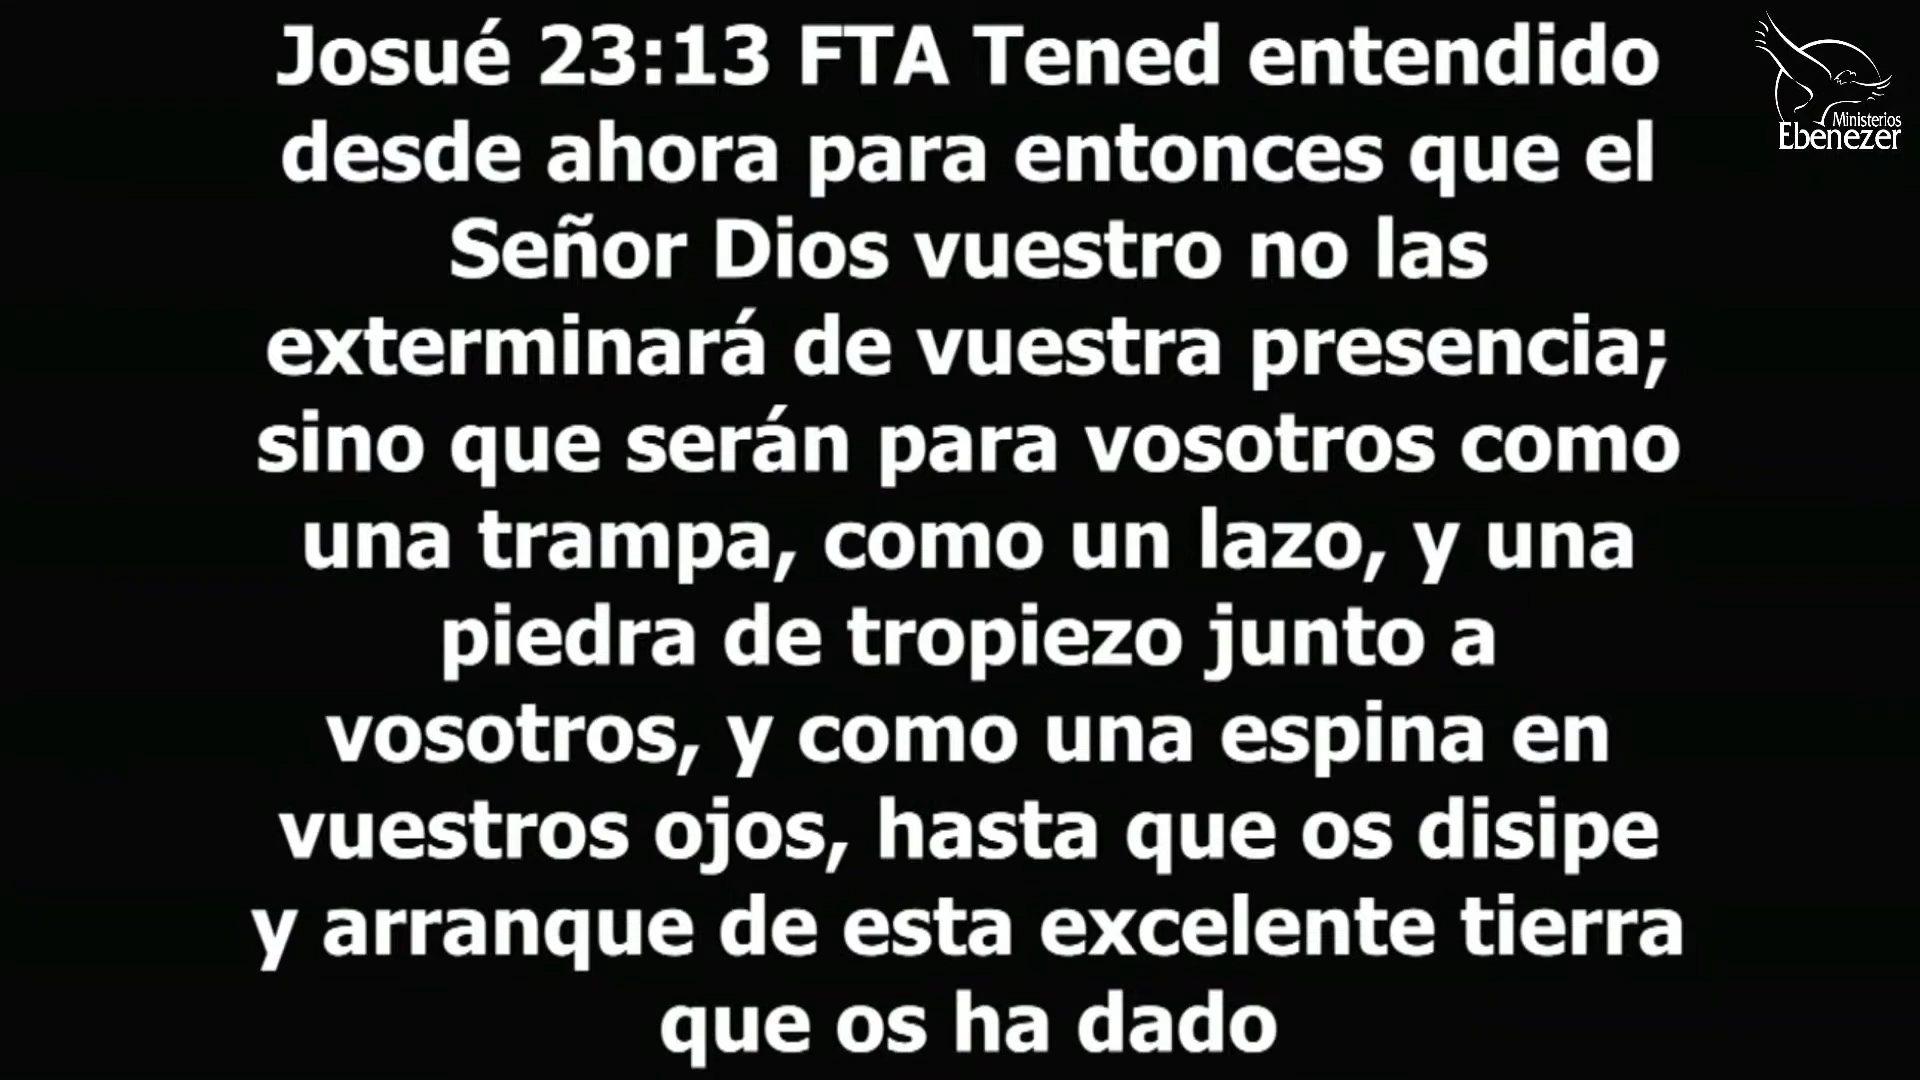 Josué 23:13 FTA Tened entendido
desde ahora para entonces que el
Señor Dios vuestro no las
exterminará de vuestra presencia;
sino que serán para vosotros como
una trampa, como un lazo, y una
piedra de tropiezo junto a
vosotros, y como una espina en
vuestros ojos, hasta que os disipe
y arranque de esta excelente tierra
que os ha dado
Ministerios
Ebenezer